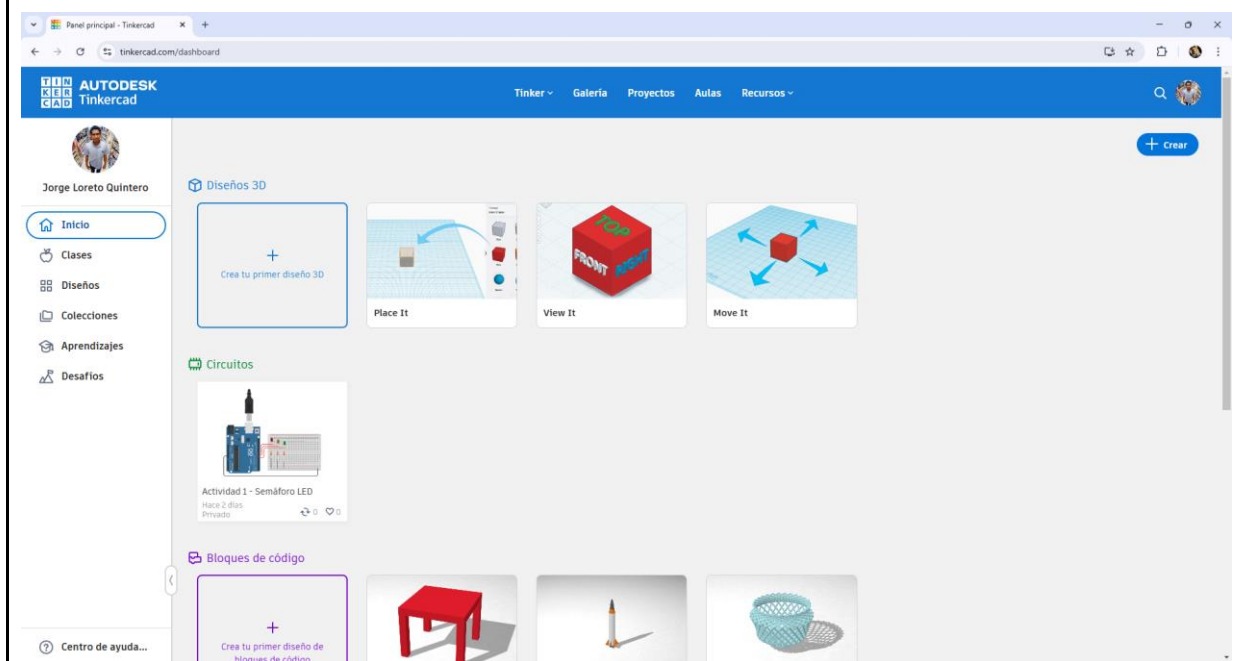 Panel principal - Tinkercad
tinkercad.com/dashboard
TIN
KER
CAD
AUTODESK
Tinkercad
Tinker
Galería
Proyectos
Aulas
Recursos
Crear
Jorge Loreto Quintero
Inicio
Clases
Diseños
Colecciones
Aprendizajes
Desafíos
Centro de ayuda...
Diseños 3D
Crea tu primer diseño 3D
Place It
TOP
FRONT
RIGHT
View It
Move It
Circuitos
Actividad 1 - Semáforo LED
Hace 2 días
Privado
0
0
Bloques de código
Crea tu primer diseño de
bloques de código